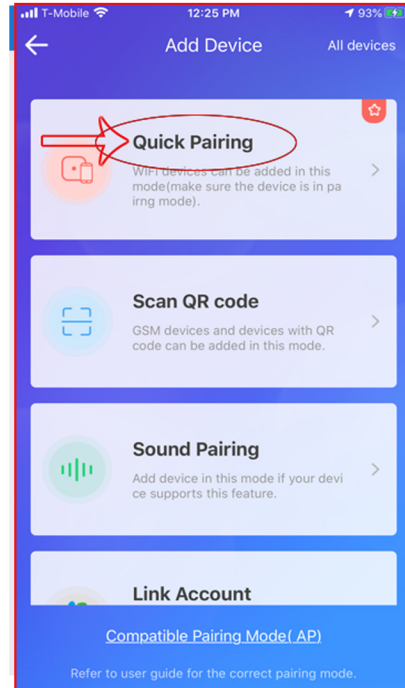 T-Mobile 12:25 PM 93%
Add Device All devices
Quick Pairing
WIFI devices can be added in this
mode(make sure the device is in pa
irng mode).
Scan QR code
GSM devices and devices with QR
code can be added in this mode.
Sound Pairing
Add device in this mode if your devi
ce supports this feature.
Link Account
Compatible Pairing Mode( AP)
Refer to user guide for the correct pairing mode.